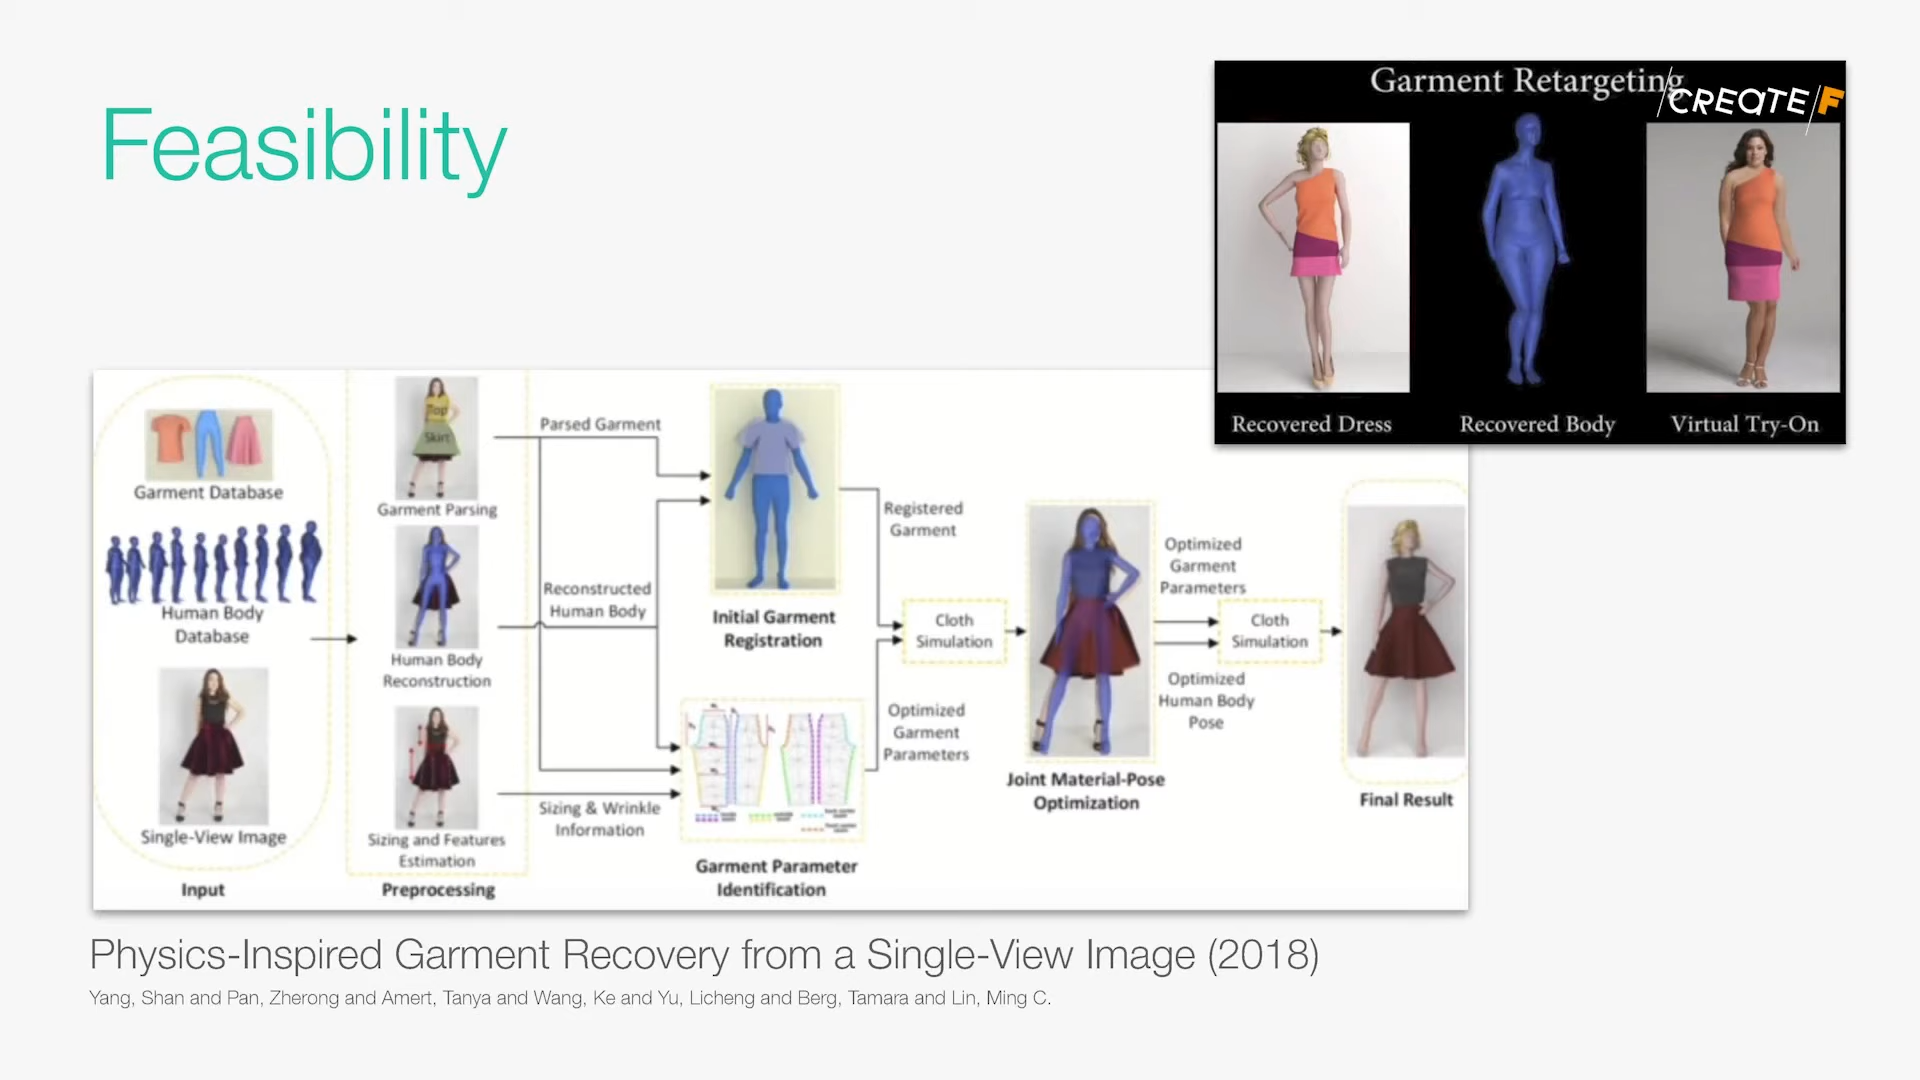 Feasibility
Garment Retargeting
CREATE/F
Recovered Dress
Recovered Body
Virtual Try-On
Garment Database
Human Body
Database
Single-View Image
Input
Top
Skirt
Garment Parsing
Human Body
Reconstruction
Sizing and Features
Estimation
Preprocessing
Parsed Garment
Reconstructed
Human Body
Sizing & Wrinkle
Information
Initial Garment
Registration
Garment Parameter
Identification
Registered
Garment
Optimized
Garment
Parameters
Cloth
Simulation
Joint Material-Pose
Optimization
Optimized
Garment
Parameters
Cloth
Simulation
Optimized
Human Body
Pose
Final Result
Physics-Inspired Garment Recovery from a Single-View Image (2018)
Yang, Shan and Pan, Zherong and Amert, Tanya and Wang, Ke and Yu, Licheng and Berg, Tamara and Lin, Ming C.